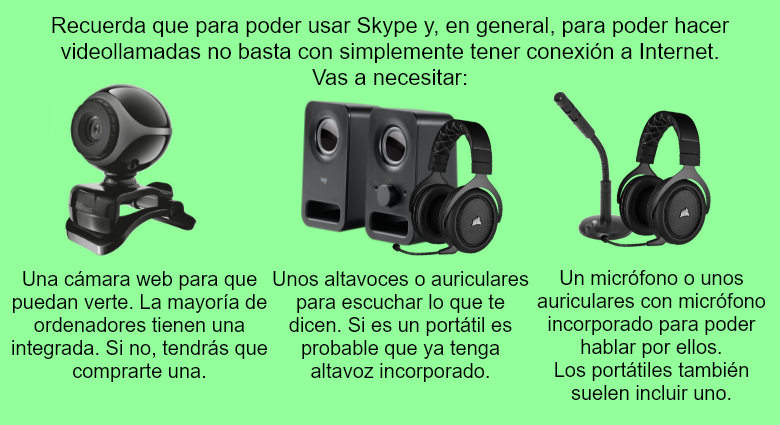 Recuerda que para poder usar Skype y, en general, para poder hacer
videollamadas no basta con simplemente tener conexión a Internet.
Vas a necesitar:
Una cámara web para que
puedan verte. La mayoría de
ordenadores tienen una
integrada. Si no, tendrás que
comprarte una.
Unos altavoces o auriculares
para escuchar lo que te
dicen. Si es un portátil es
probable que ya tenga
altavoz incorporado.
Un micrófono o unos
auriculares con micrófono
incorporado para poder
hablar por ellos.
Los portátiles también
suelen incluir uno.